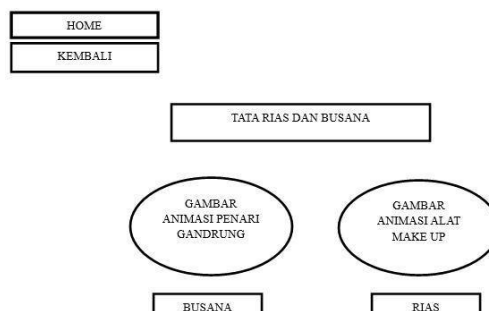 HOME
KEMBALI
TATA RIAS DAN BUSANA
GAMBAR
ANIMASI PENARI
GANDRUNG
GAMBAR
ANIMASI ALAT
MAKE UP
BUSANA
RIAS